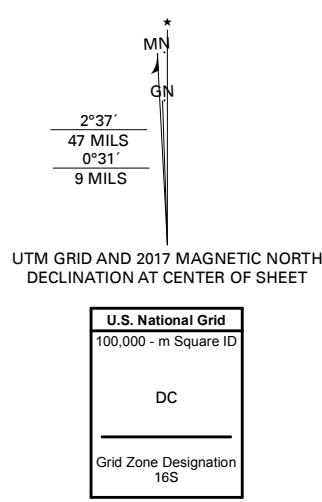 MN
GN
2°37´
47 MILS
0°31´
9 MILS
UTM GRID AND 2017 MAGNETIC NORTH
DECLINATION AT CENTER OF SHEET
U.S. National Grid
100,000 - m Square ID
DC
Grid Zone Designation
16S